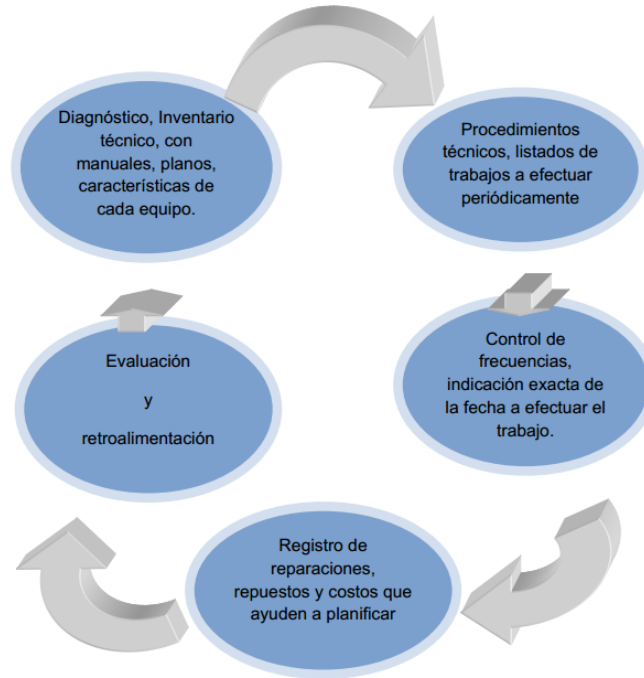 Diagnóstico, Inventario
técnico, con
manuales, planos,
características de
cada equipo.
Procedimientos
técnicos, listados de
trabajos a efectuar
periódicamente
Control de
frecuencias,
indicación exacta de
la fecha a efectuar el
trabajo.
Registro de
reparaciones,
repuestos y costos que
ayuden a planificar
Evaluación
y
retroalimentación